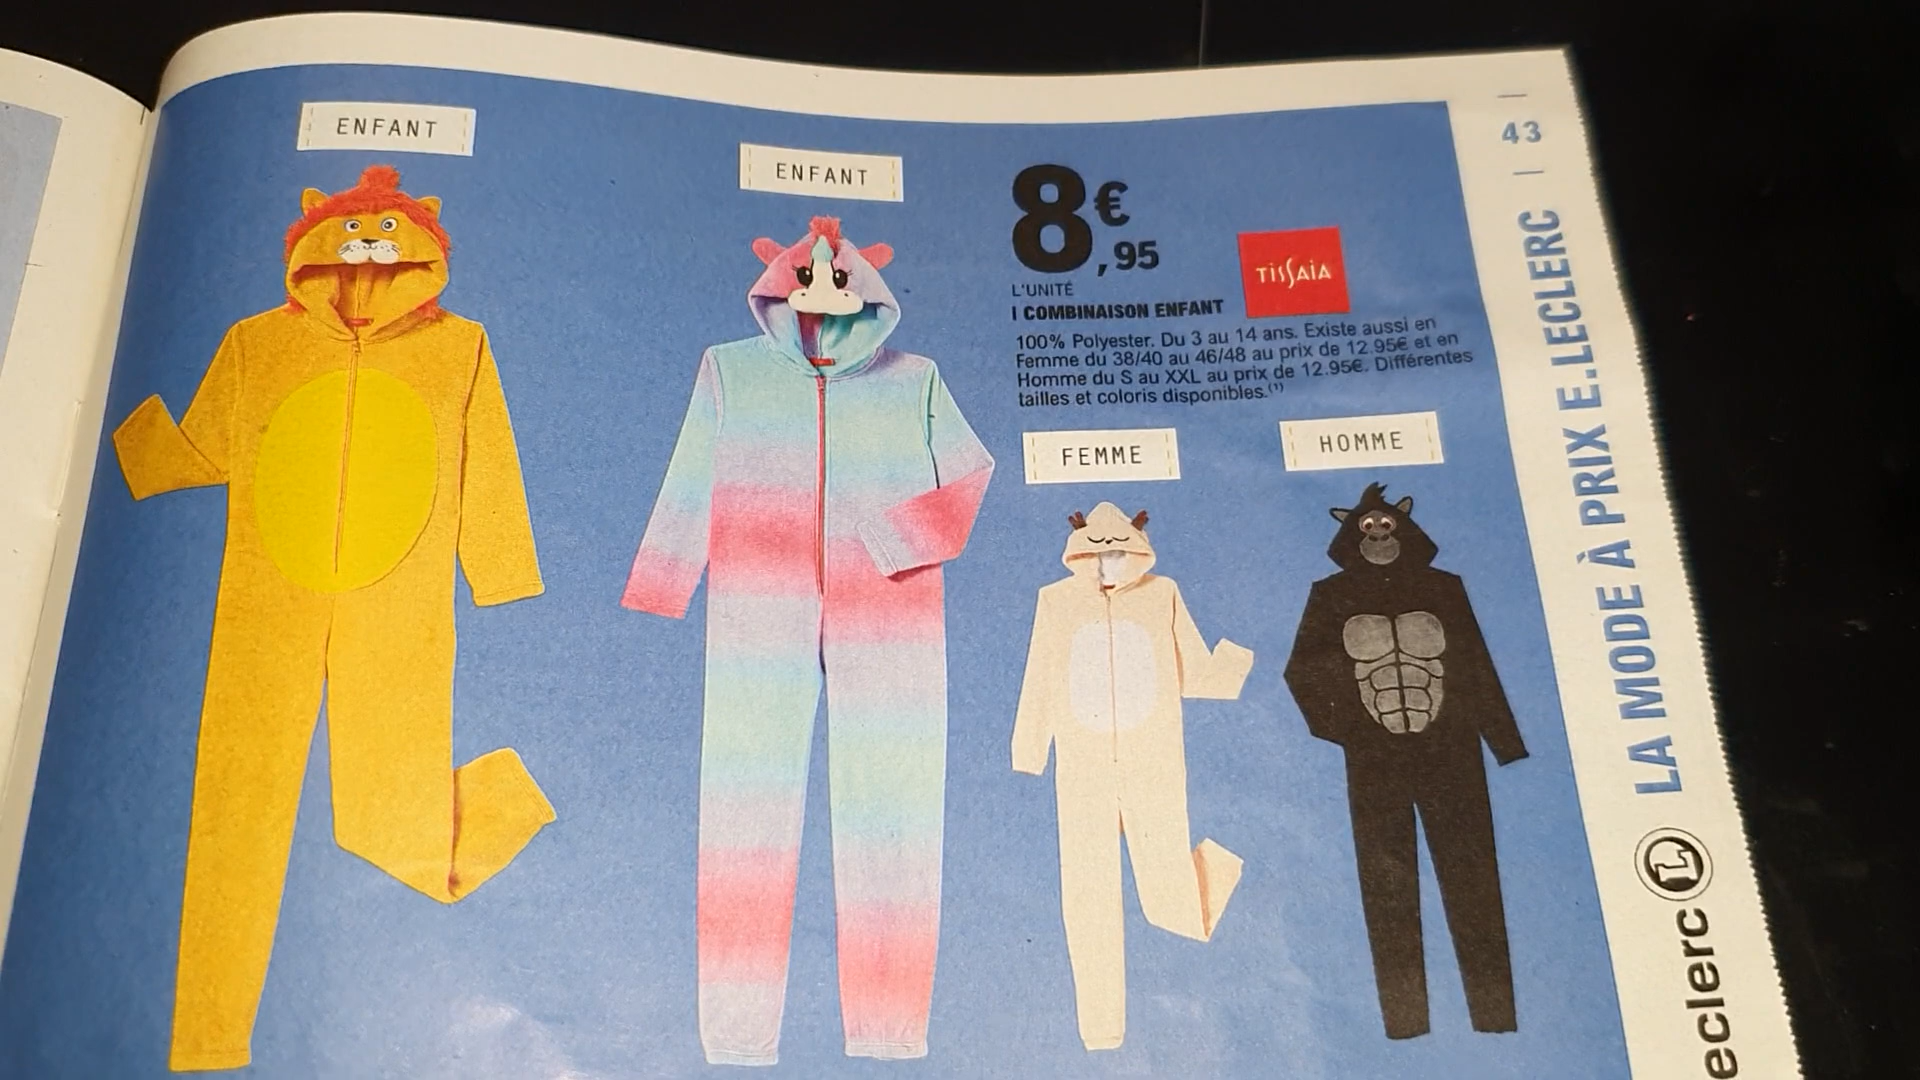 ENFANT
ENFANT
8€
,95
L'UNITÉ
| COMBINAISON ENFANT
TISSAIA
100% Polyester. Du 3 au 14 ans. Existe aussi en
Femme du 38/40 au 46/48 au prix de 12.95€ et en
Homme du S au XXL au prix de 12.95€. Différentes
tailles et coloris disponibles.(1)
FEMME
HOMME
| 43 |
LA MODE À PRIX E.LECLERC
eclerc L